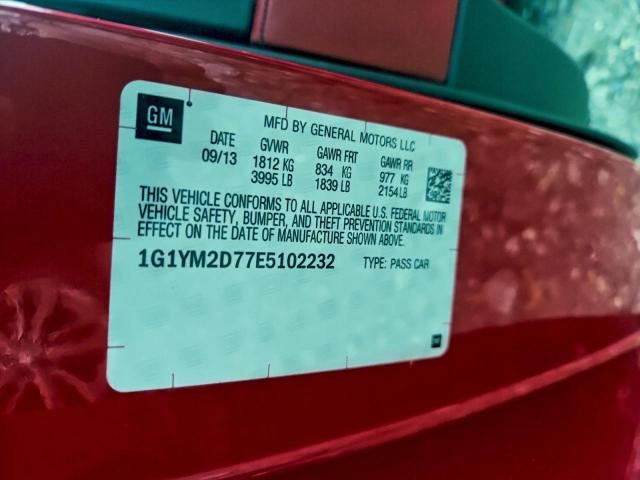 GM
MFD BY GENERAL MOTORS LLC
DATE GVWR GAWR FRT GAWR RR
09/13 1812 KG 834 KG 977 KG
3995 LB 1839 LB 2154 LB
THIS VEHICLE CONFORMS TO ALL APPLICABLE U.S. FEDERAL MOTOR
VEHICLE SAFETY, BUMPER, AND THEFT PREVENTION STANDARDS IN
EFFECT ON THE DATE OF MANUFACTURE SHOWN ABOVE.
1G1YM2D77E5102232 TYPE: PASS CAR